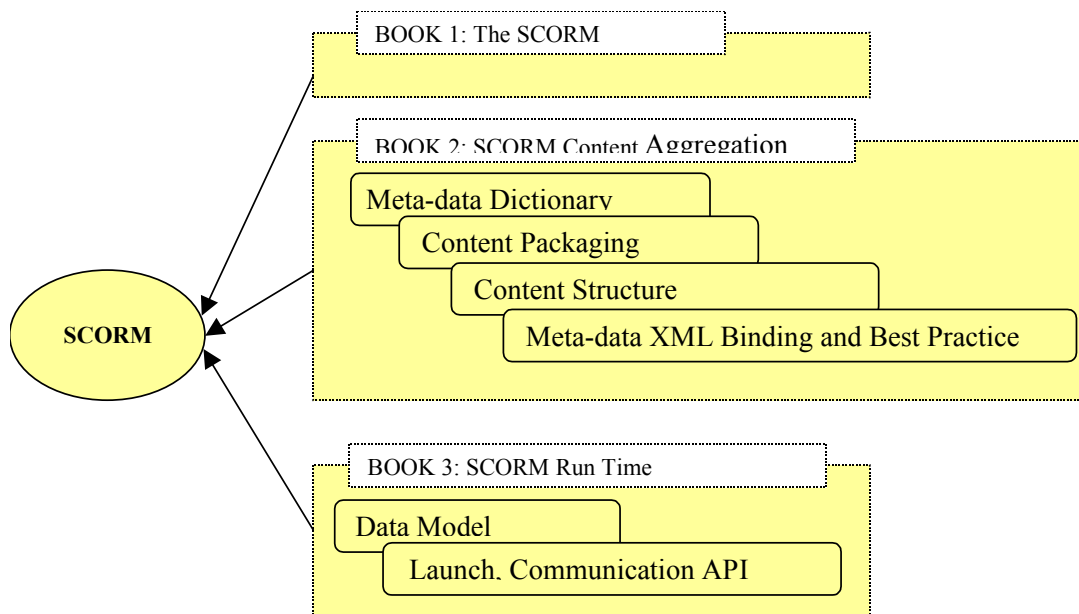 BOOK 1: The SCORM
BOOK 2: SCORM Content Aggregation
Meta-data Dictionary
Content Packaging
Content Structure
Meta-data XML Binding and Best Practice
SCORM
BOOK 3: SCORM Run Time
Data Model
Launch, Communication API